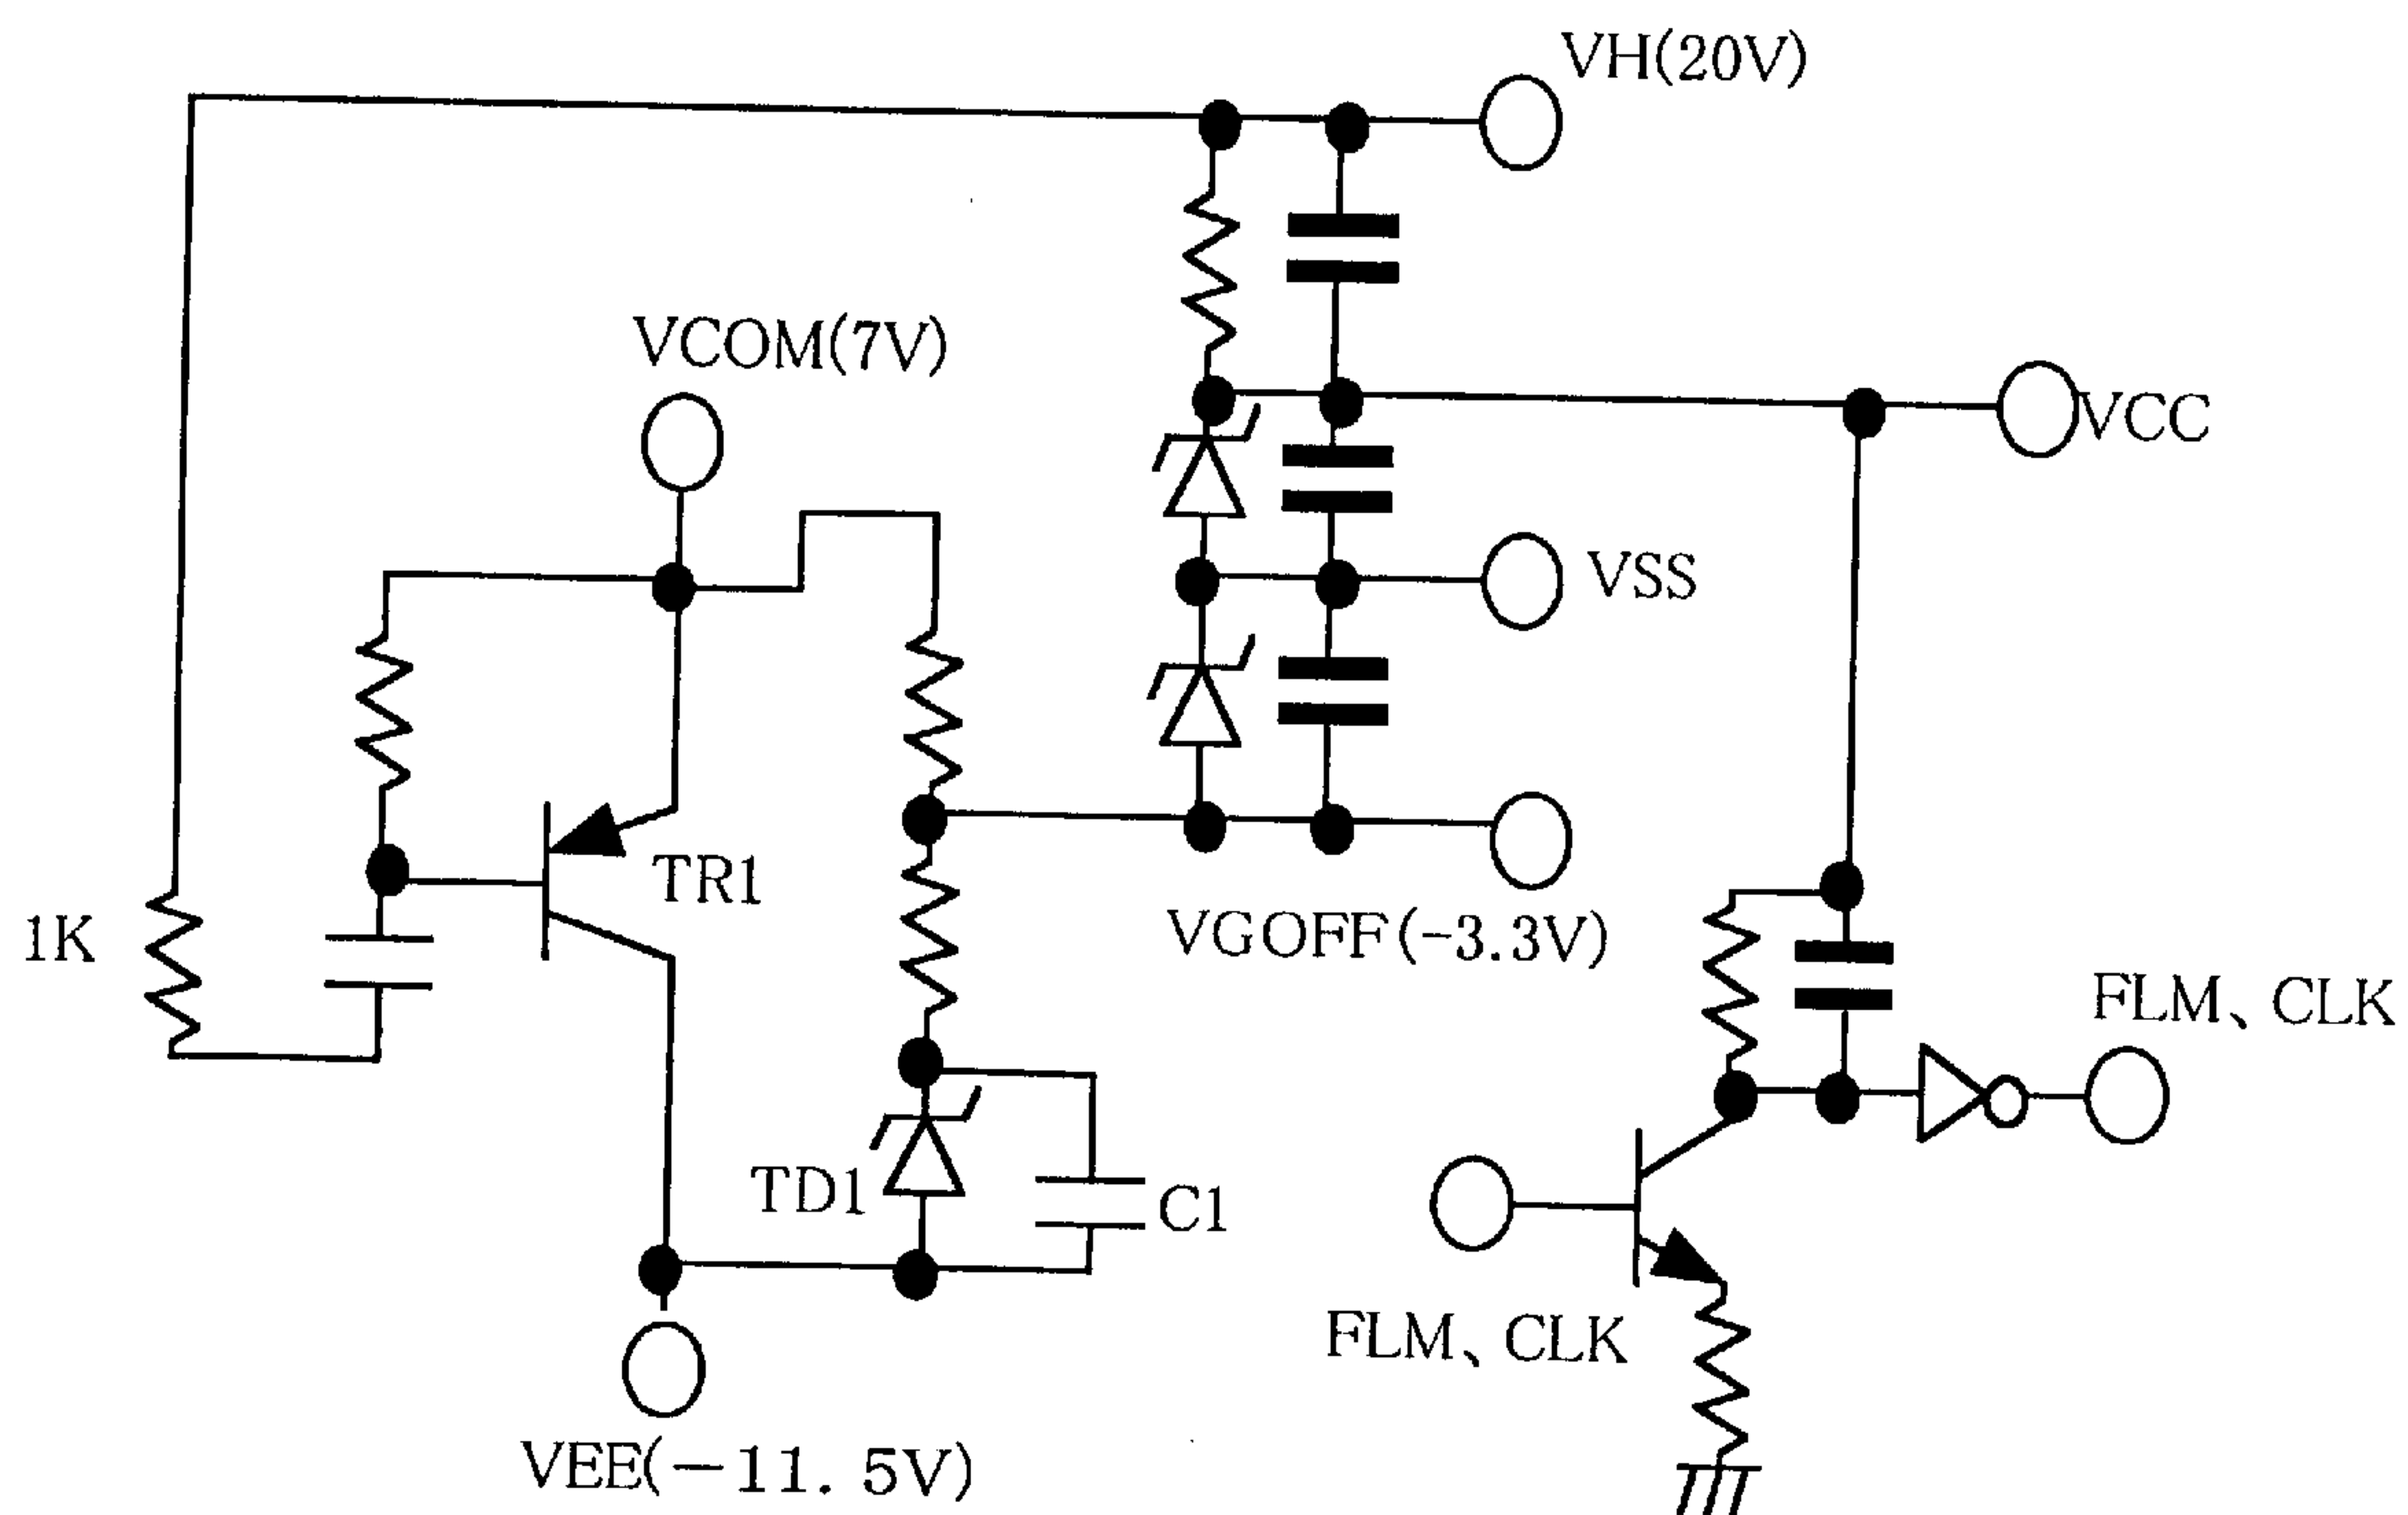 VH(20V)
VCOM(7V)
VCC
VSS
TR1
1K
VGOFF(-3.3V)
FLM、CLK
TD1
C1
FLM、CLK
VEE(-11.5V)